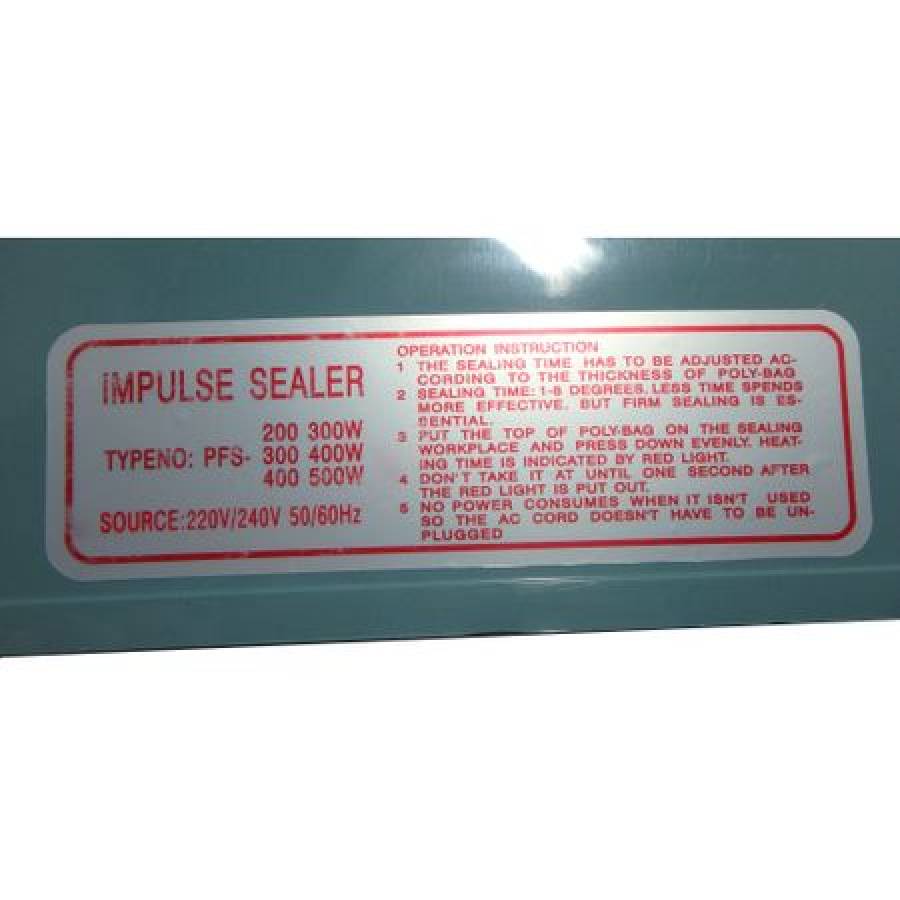 IMPULSE SEALER
200 300W
TYPENO: PFS- 300 400W
400 500W
SOURCE: 220V/240V 50/60Hz
OPERATION INSTRUCTION
1 THE SEALING TIME HAS TO BE ADJUSTED AC-
CORDING TO THE THICKNESS OF POLY-BAG
2 SEALING TIME: 1-8 DEGREES. LESS TIME SPENDS
MORE EFFECTIVE. BUT FIRM SEALING IS ES-
SENTIAL.
3 PUT THE TOP OF POLY-BAG ON THE SEALING
WORKPLACE AND PRESS DOWN EVENLY. HEAT-
ING TIME IS INDICATED BY RED LIGHT.
4 DON'T TAKE IT AT UNTIL ONE SECOND AFTER
THE RED LIGHT IS PUT OUT.
5 NO POWER CONSUMES WHEN IT ISN'T USED
SO THE AC CORD DOESN'T HAVE TO BE UN-
PLUGGED